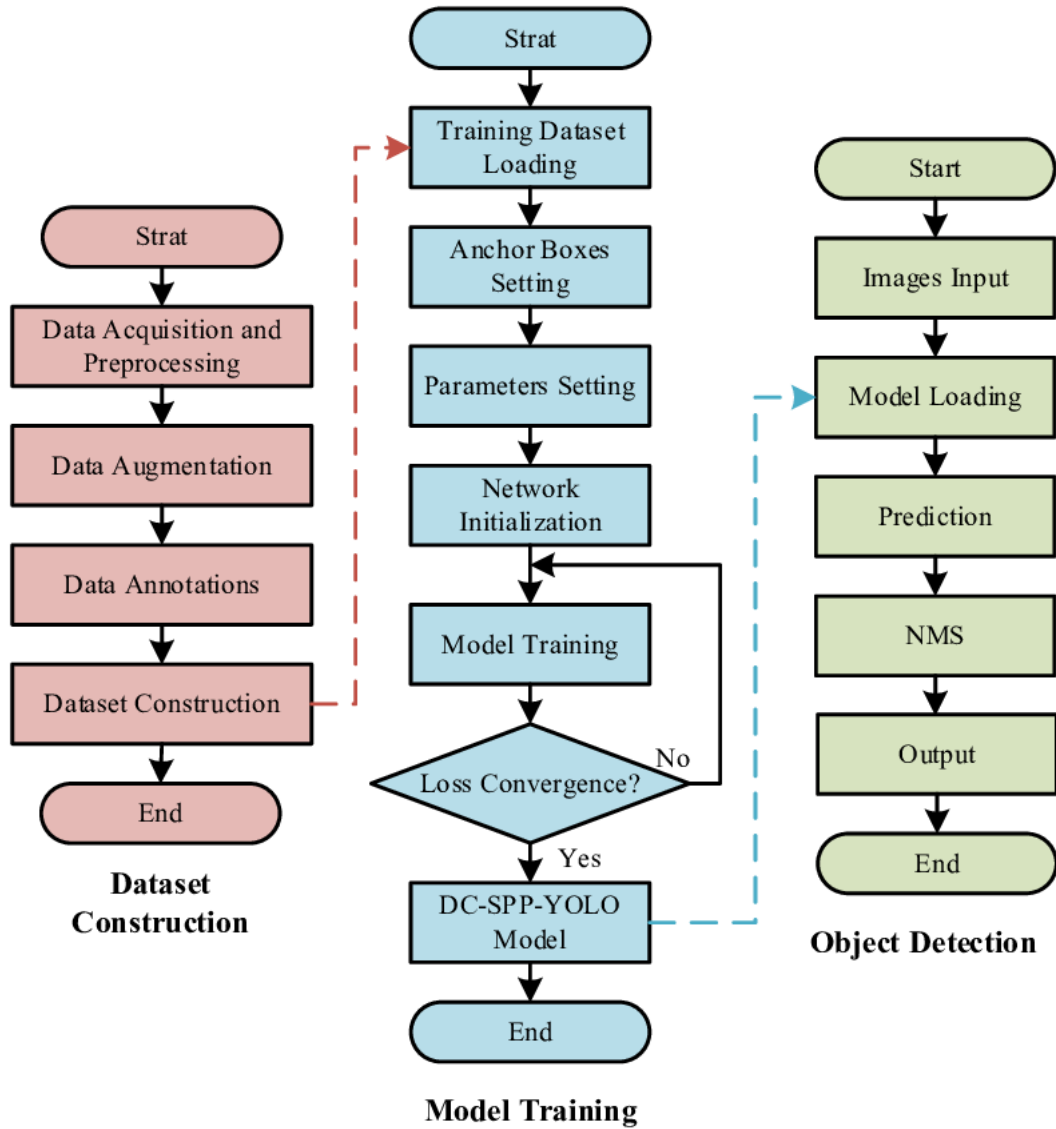 Strat
Data Acquisition and
Preprocessing
Data Augmentation
Data Annotations
Dataset Construction
End
Dataset
Construction
Strat
Training Dataset
Loading
Anchor Boxes
Setting
Parameters Setting
Network
Initialization
Model Training
Loss Convergence?
No
Yes
DC-SPP-YOLO
Model
End
Model Training
Start
Images Input
Model Loading
Prediction
NMS
Output
End
Object Detection